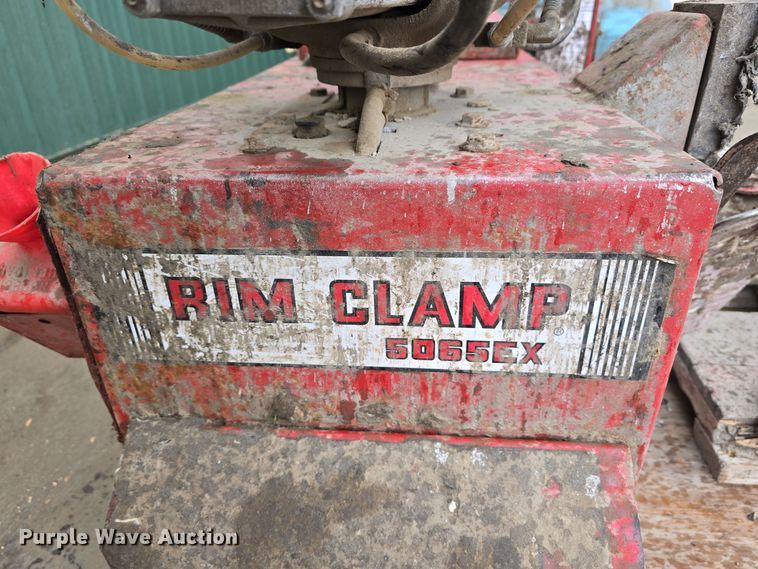 RIM CLAMP®
5065EX
Purple Wave Auction